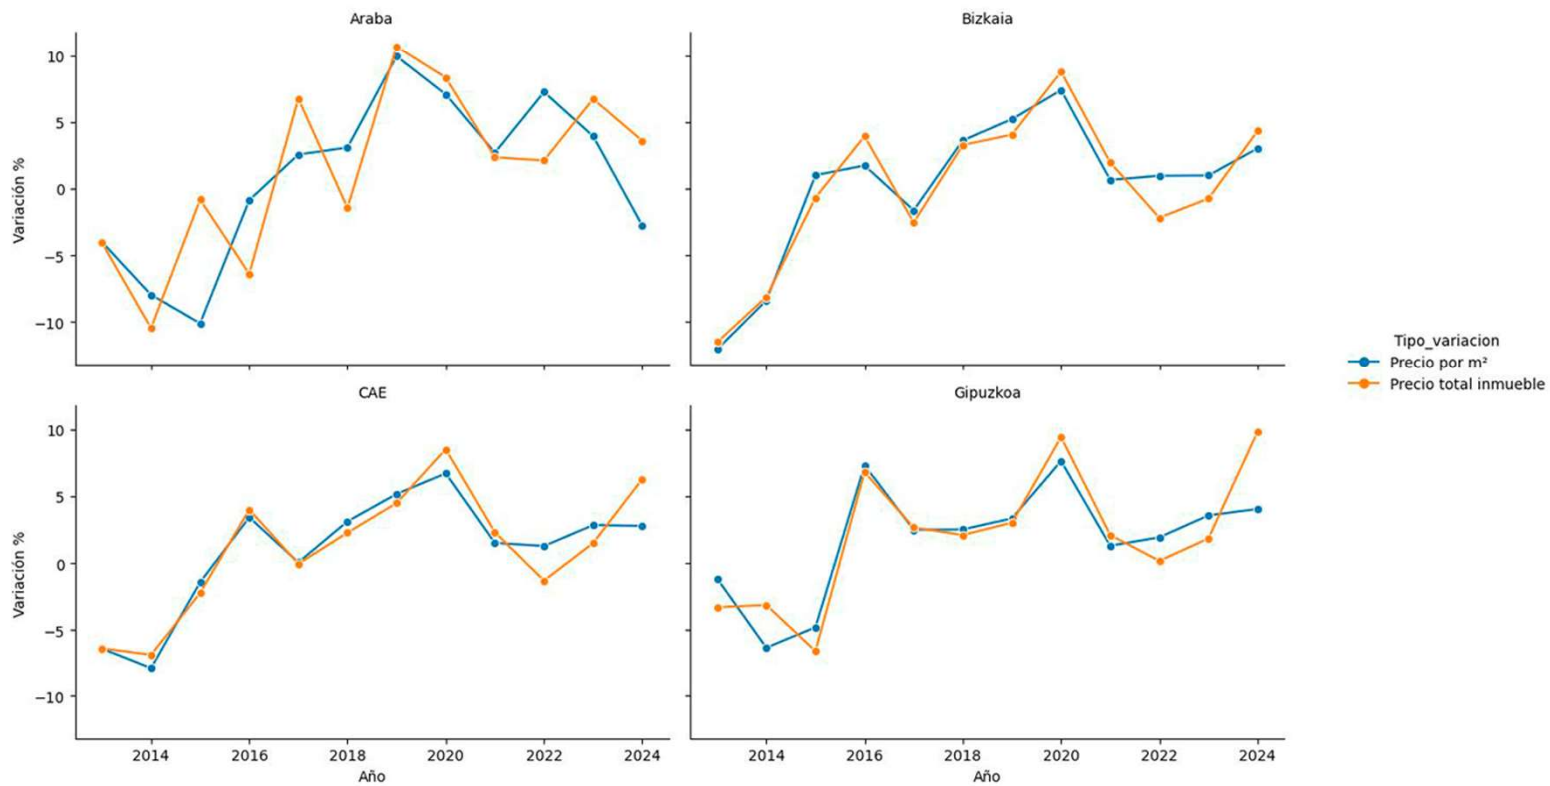 Araba
Bizkaia
10
5
0
−5
−10
Variación %
CAE
Gipuzkoa
10
5
0
−5
−10
Variación %
2014 2016 2018 2020 2022 2024
2014 2016 2018 2020 2022 2024
Año
Año
Tipo_variacion
Precio por m²
Precio total inmueble